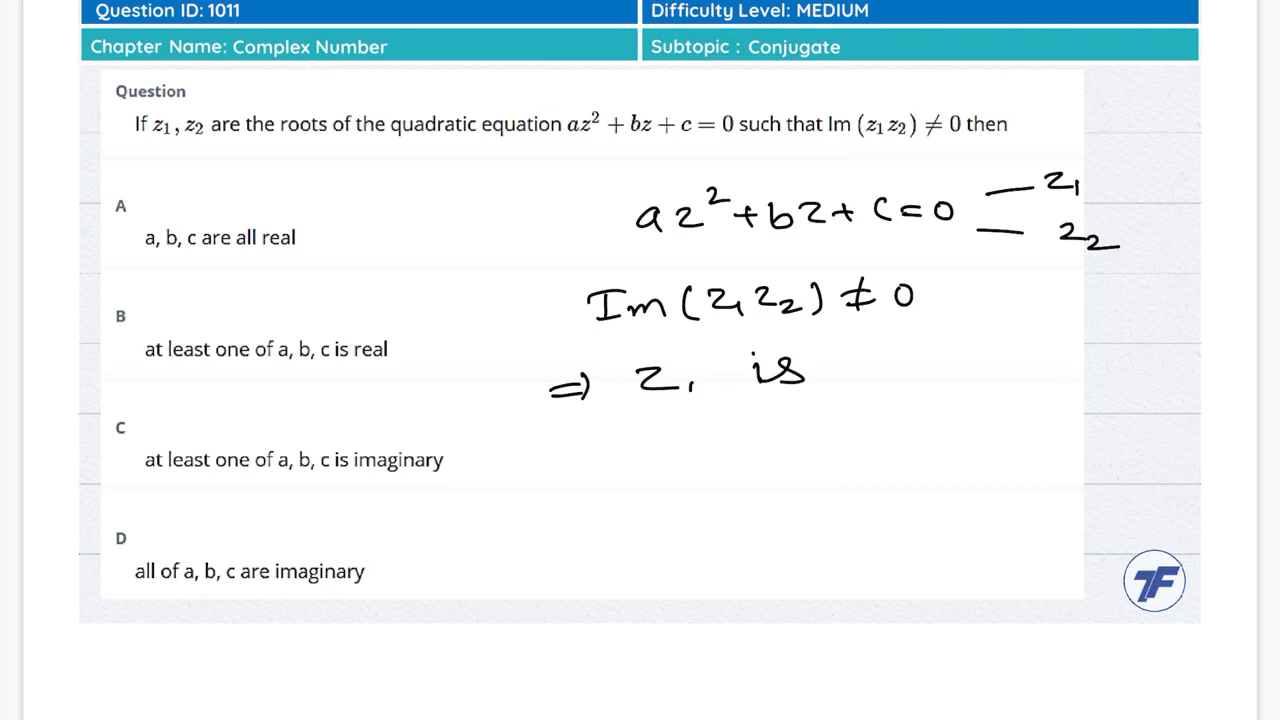 Question ID: 1011
Difficulty Level: MEDIUM
Chapter Name: Complex Number
Subtopic : Conjugate
Question
If z₁, z₂ are the roots of the quadratic equation az² + bz + c = 0 such that Im (z₁z₂) ≠ 0 then
A
a, b, c are all real
az² + bz + c = 0 — z₁
— z₂
B
at least one of a, b, c is real
Im (z₁z₂) ≠ 0
⇒ z₁ is
C
at least one of a, b, c is imaginary
D
all of a, b, c are imaginary
TF